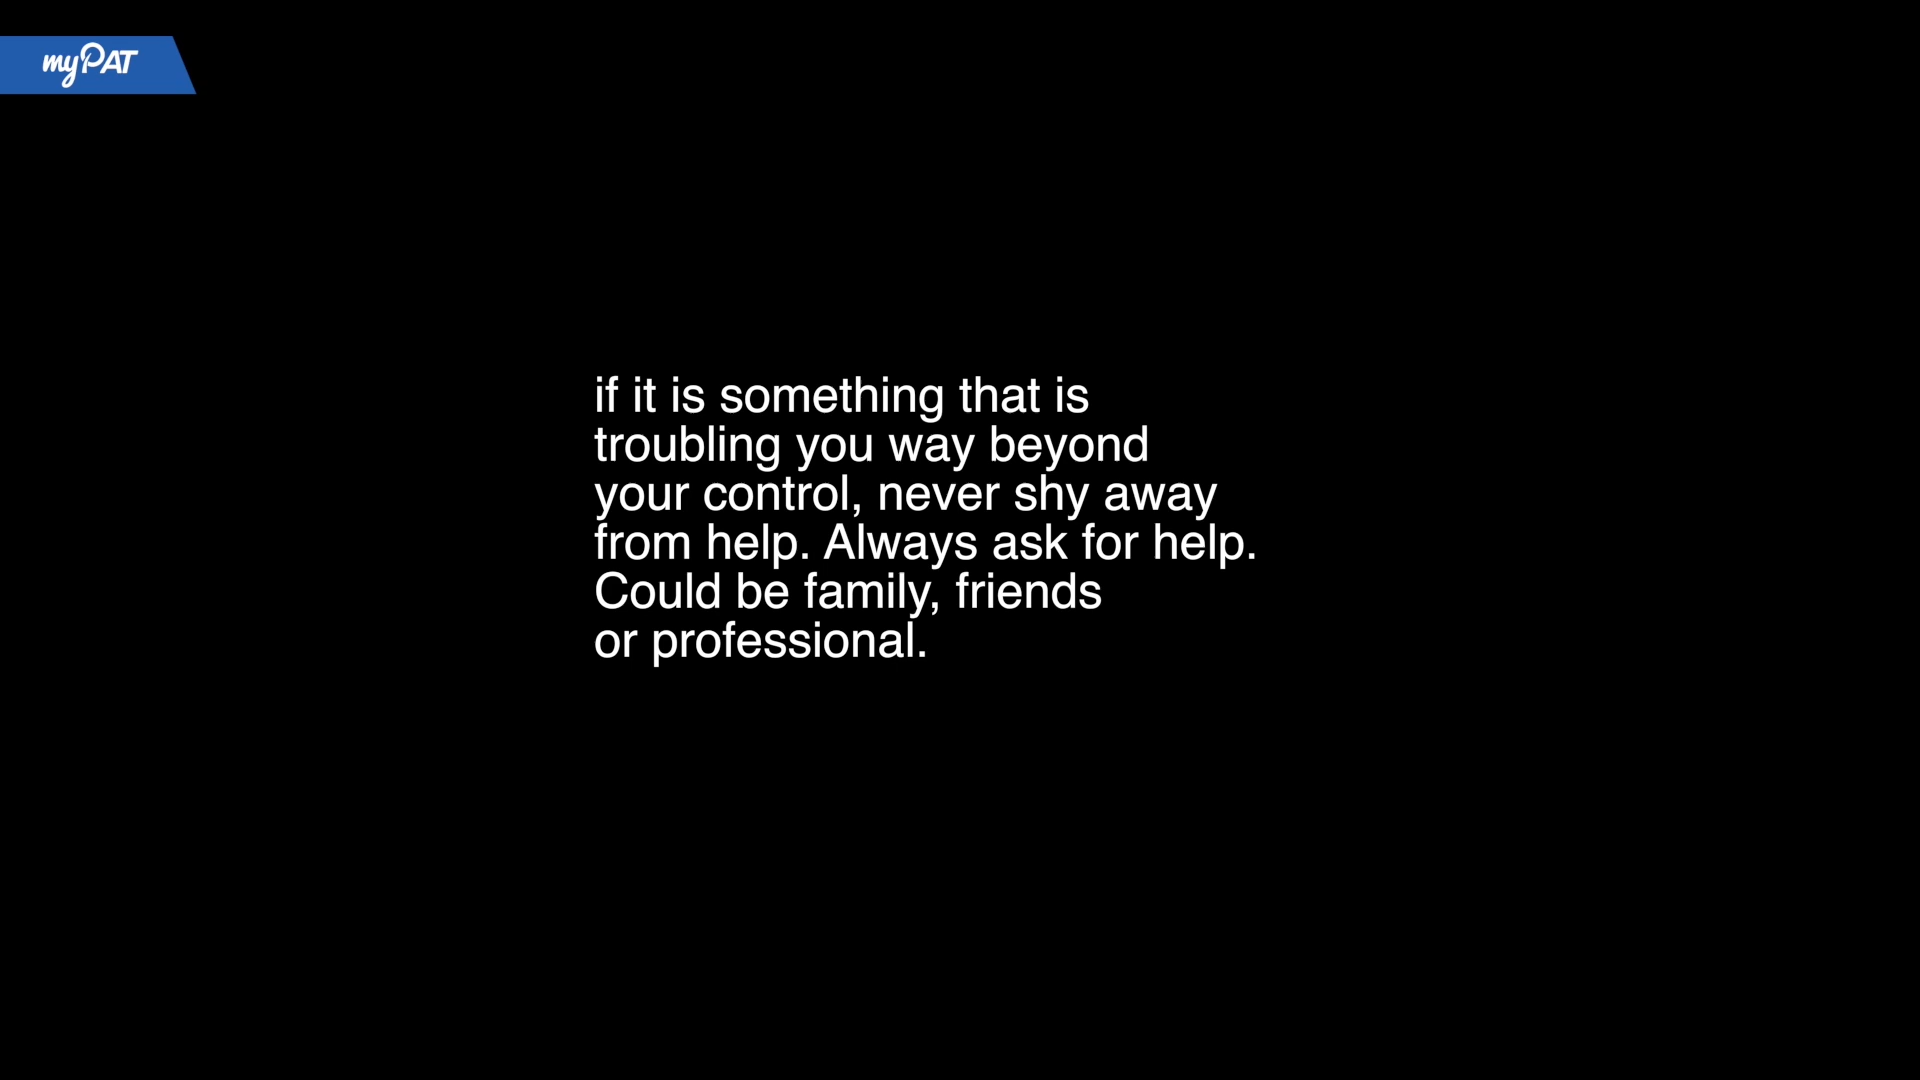 myPAT
if it is something that is
troubling you way beyond
your control, never shy away
from help. Always ask for help.
Could be family, friends
or professional.